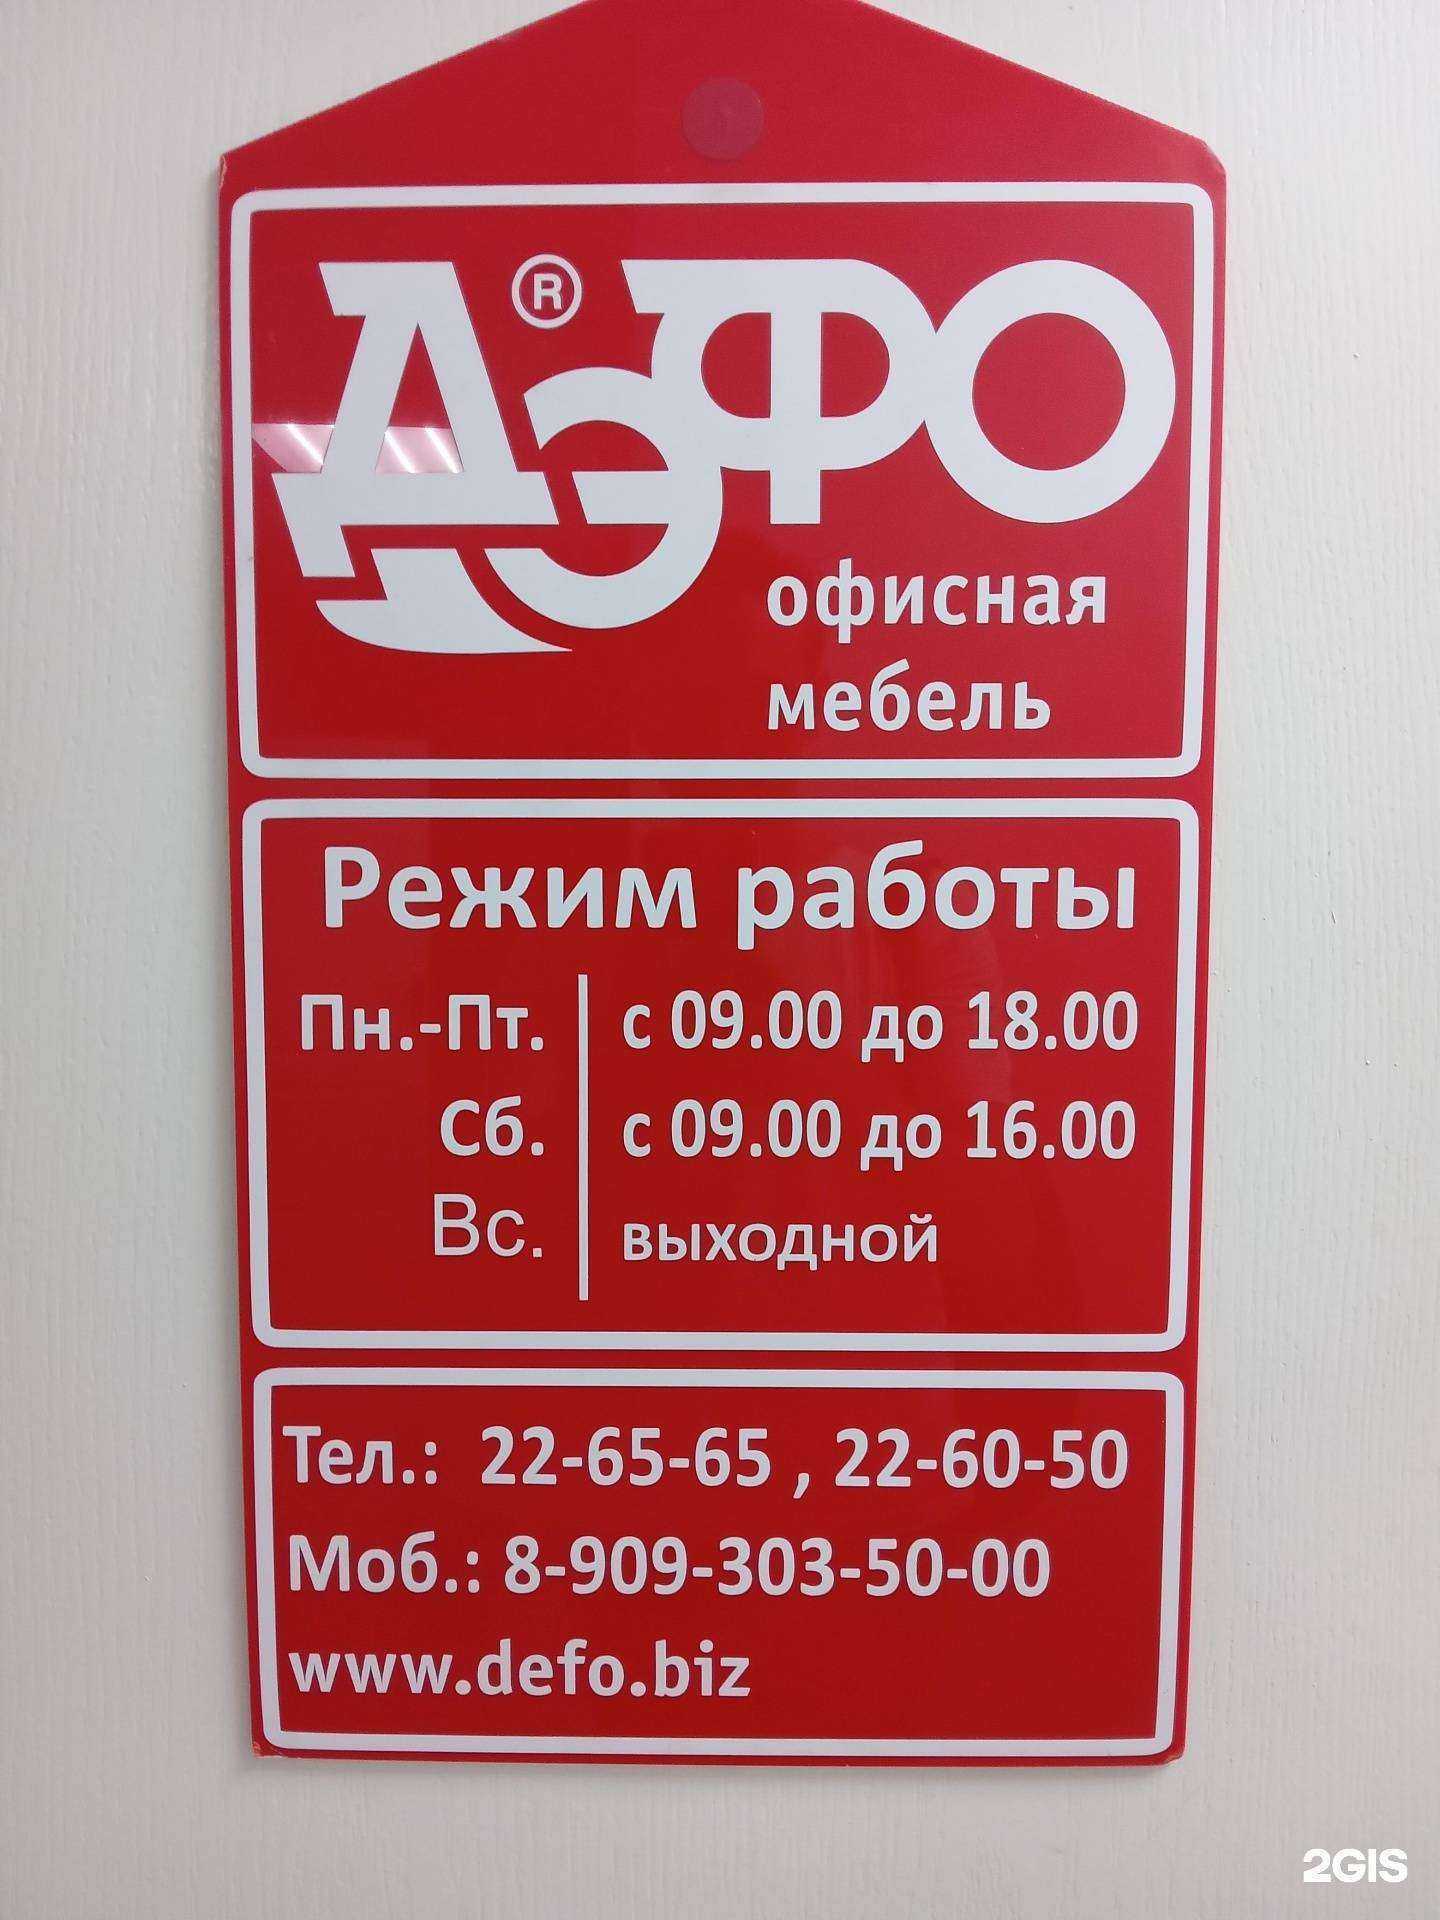 ДЭФО®
офисная
мебель
Режим работы
Пн.-Пт. с 09.00 до 18.00
Сб. с 09.00 до 16.00
Вс. выходной
Тел.: 22-65-65 , 22-60-50
Моб.: 8-909-303-50-00
www.defo.biz
2GIS